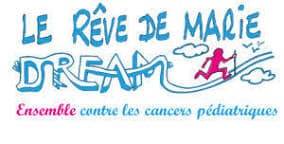 LE RÊVE DE MARIE
DREAM
Ensemble contre les cancers pédiatriques